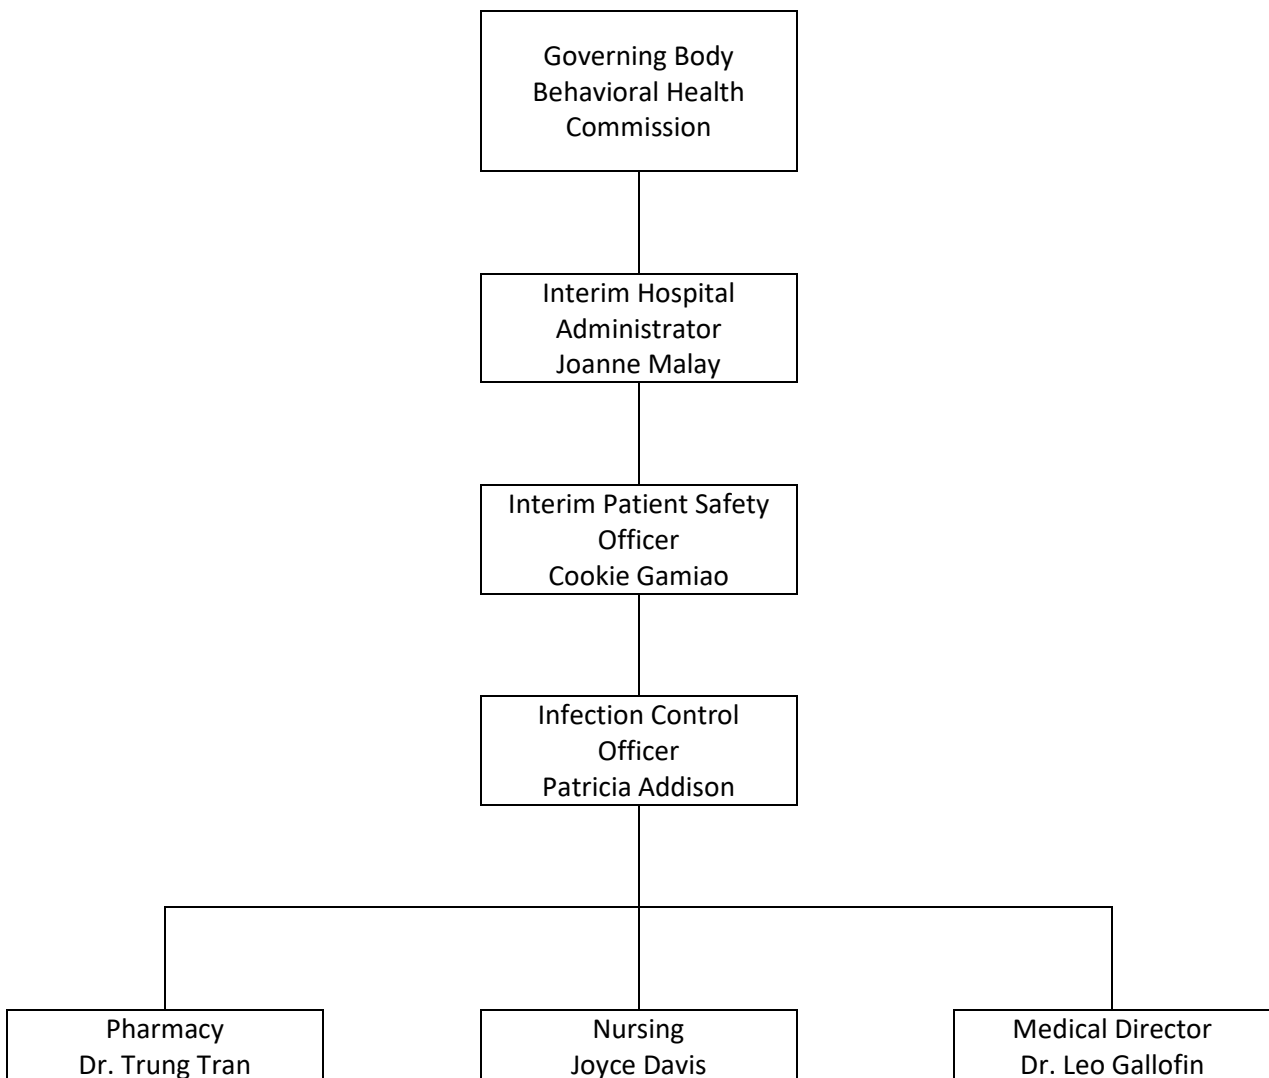 Governing Body
Behavioral Health
Commission
Interim Hospital
Administrator
Joanne Malay
Interim Patient Safety
Officer
Cookie Gamiao
Infection Control
Officer
Patricia Addison
Pharmacy
Dr. Trung Tran
Nursing
Joyce Davis
Medical Director
Dr. Leo Gallofin